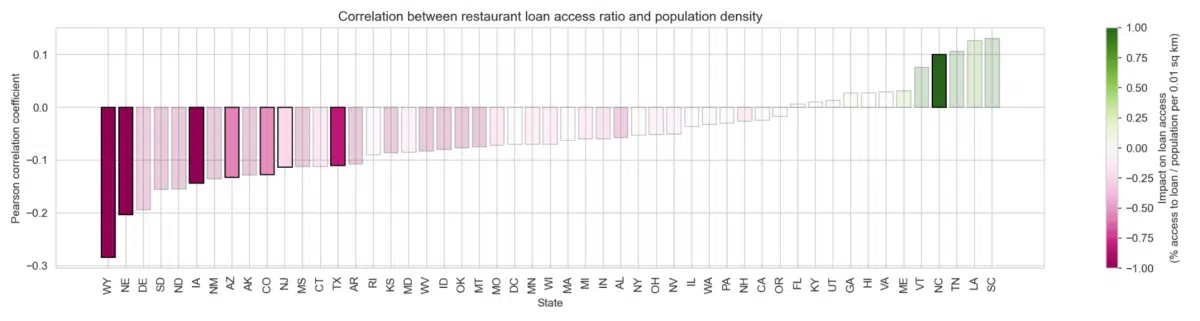 Correlation between restaurant loan access ratio and population density
Pearson correlation coefficient
0.1
0.0
−0.1
−0.2
−0.3
WY NE DE SD ND IA NM AZ AK CO NJ MS CT TX AR RI KS MD WV ID OK MT MO DC MN WI MA MI IN AL NY OH NV IL WA PA NH CA OR FL KY UT GA HI VA ME VT NC TN LA SC
State
1.00
0.75
0.50
0.25
0.00
−0.25
−0.50
−0.75
−1.00
Impact on loan access
(% access to loan / population per 0.01 sq km)